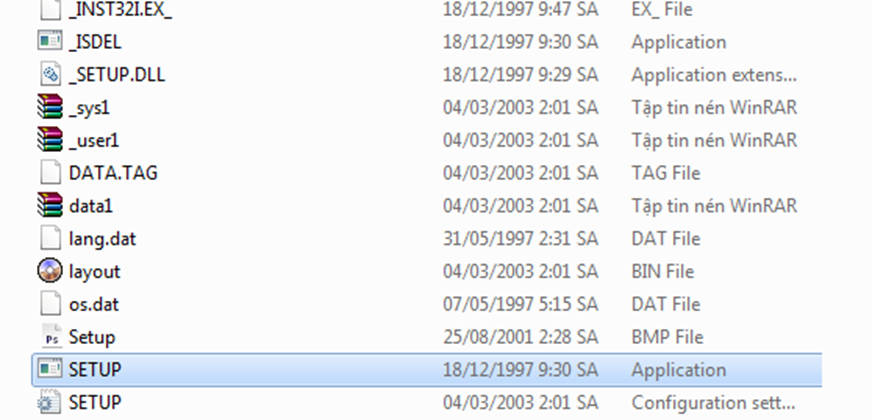 _INST32I.EX_ 18/12/1997 9:47 SA EX_ File
_ISDEL 18/12/1997 9:30 SA Application
_SETUP.DLL 18/12/1997 9:29 SA Application extens...
_sys1 04/03/2003 2:01 SA Tập tin nén WinRAR
_user1 04/03/2003 2:01 SA Tập tin nén WinRAR
DATA.TAG 04/03/2003 2:01 SA TAG File
data1 04/03/2003 2:01 SA Tập tin nén WinRAR
lang.dat 31/05/1997 2:31 SA DAT File
layout 04/03/2003 2:01 SA BIN File
os.dat 07/05/1997 5:15 SA DAT File
Ps Setup 25/08/2001 2:28 SA BMP File
SETUP 18/12/1997 9:30 SA Application
SETUP 04/03/2003 2:01 SA Configuration sett...